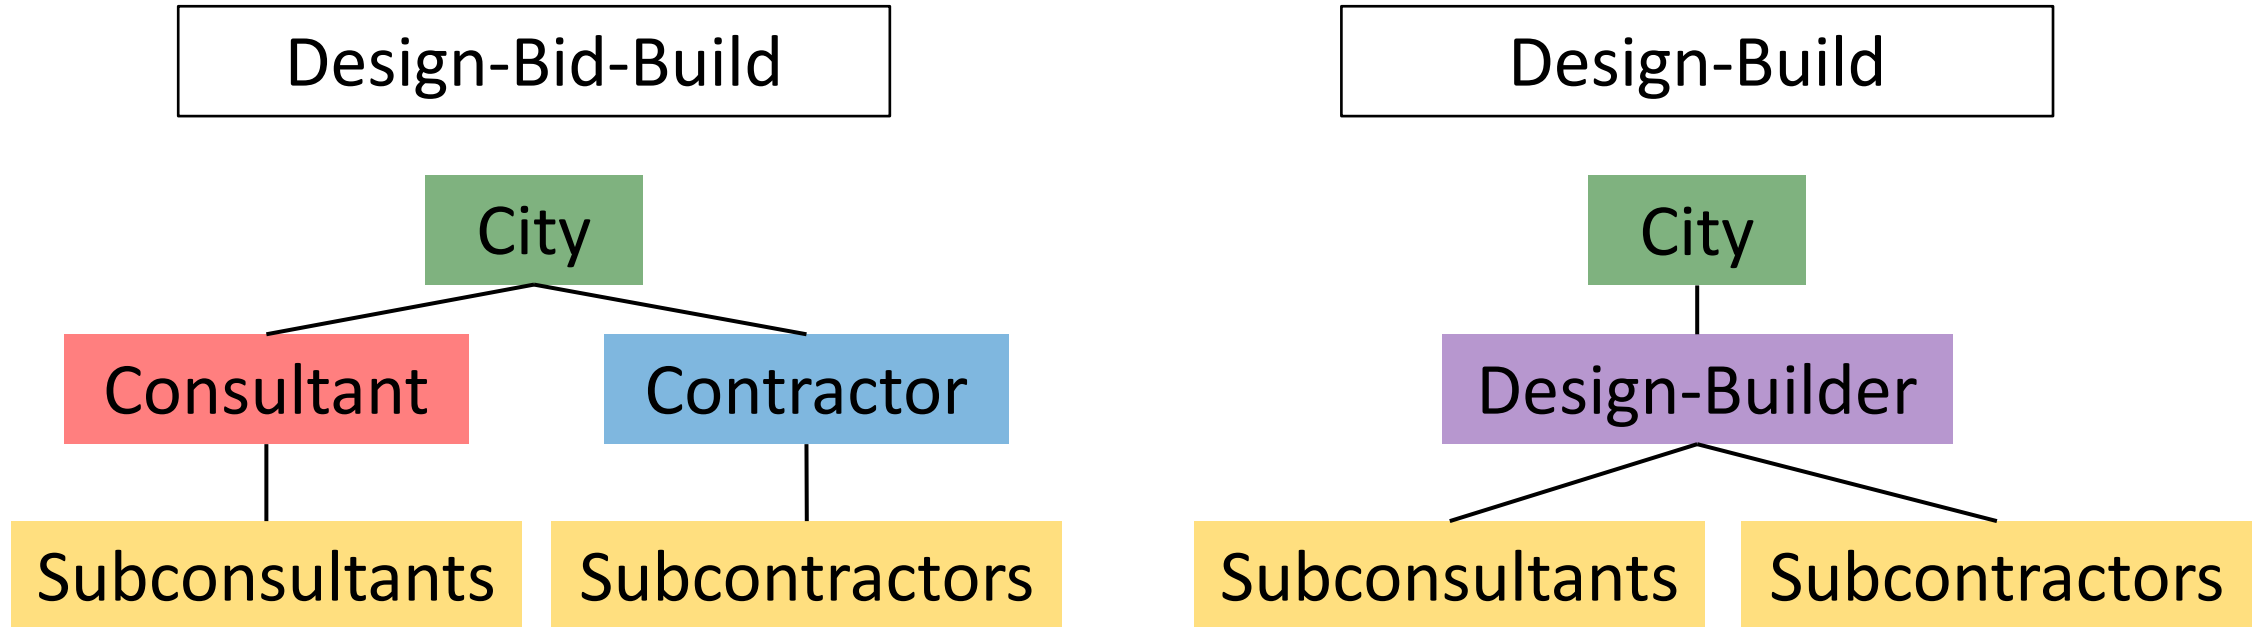 Design-Bid-Build
City
Consultant
Contractor
Subconsultants
Subcontractors
Design-Build
City
Design-Builder
Subconsultants
Subcontractors